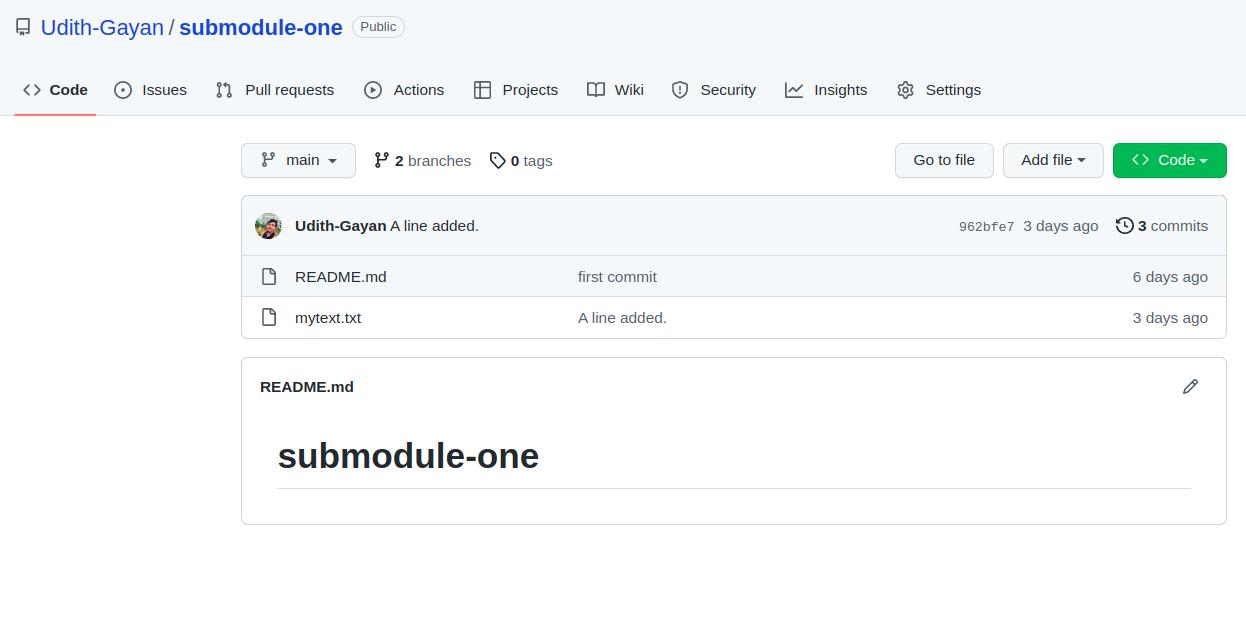 Udith-Gayan / submodule-one Public
Code Issues Pull requests Actions Projects Wiki Security Insights Settings
main 2 branches 0 tags Go to file Add file Code
Udith-Gayan A line added. 962bfe7 3 days ago 3 commits
README.md first commit 6 days ago
mytext.txt A line added. 3 days ago
README.md
submodule-one